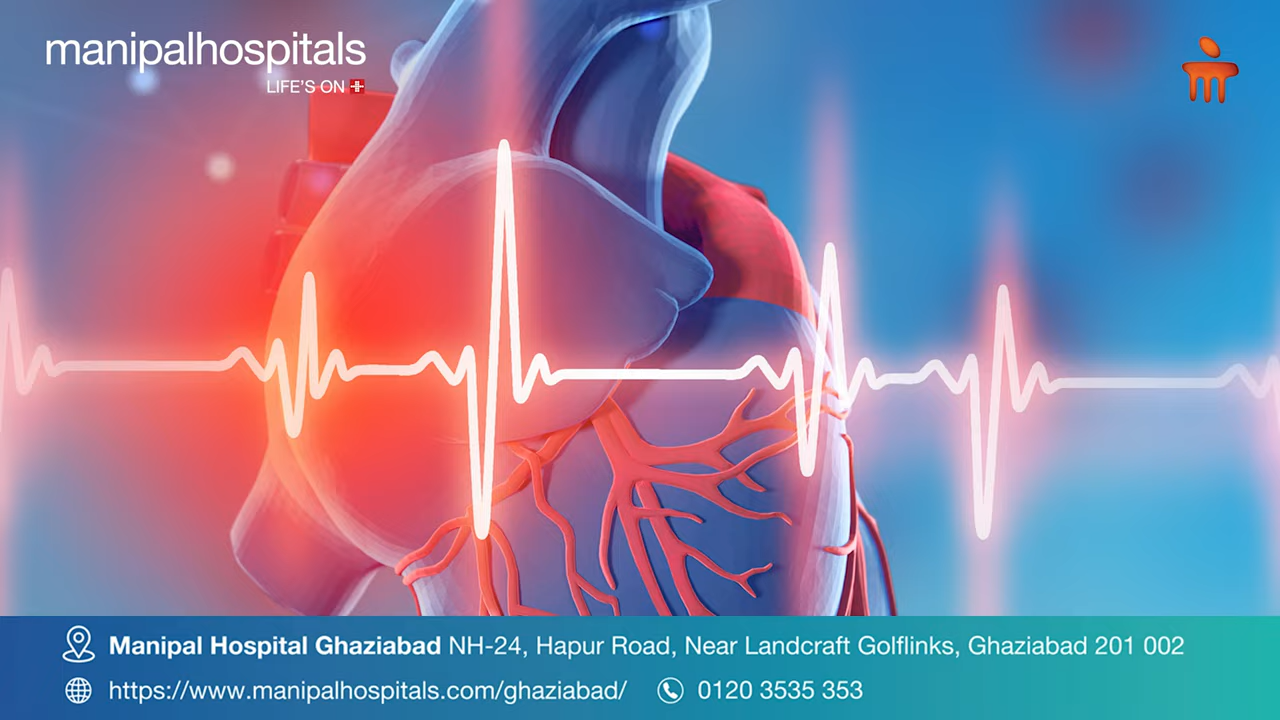 manipalhospitals
LIFE'S ON
Manipal Hospital Ghaziabad NH-24, Hapur Road, Near Landcraft Golflinks, Ghaziabad 201 002
https://www.manipalhospitals.com/ghaziabad/ 0120 3535 353